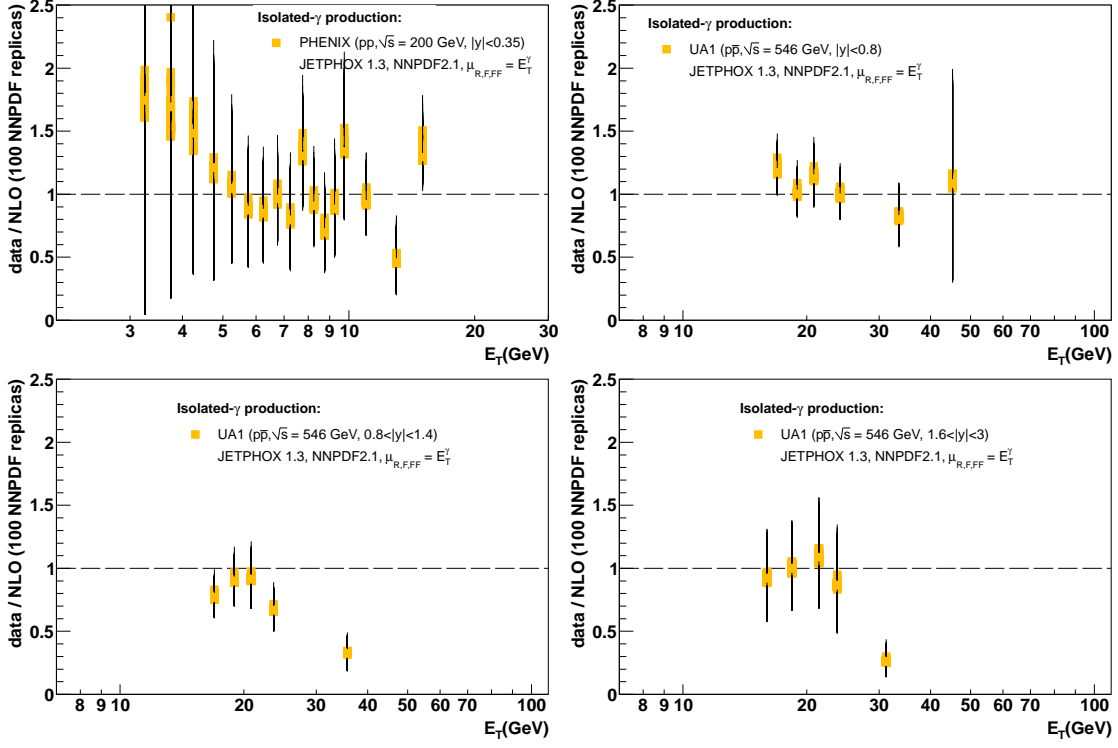 data / NLO (100 NNPDF replicas)
2.5
2
1.5
1
0.5
0
Isolated-γ production:
PHENIX (pp,√s = 200 GeV, |y|<0.35)
JETPHOX 1.3, NNPDF2.1, μR,F,FF = ETγ
3 4 5 6 7 8 9 10 20 30
ET(GeV)
data / NLO (100 NNPDF replicas)
2.5
2
1.5
1
0.5
0
Isolated-γ production:
UA1 (pp̅,√s = 546 GeV, |y|<0.8)
JETPHOX 1.3, NNPDF2.1, μR,F,FF = ETγ
8 9 10 20 30 40 50 60 70 100
ET(GeV)
data / NLO (100 NNPDF replicas)
2.5
2
1.5
1
0.5
0
Isolated-γ production:
UA1 (pp̅,√s = 546 GeV, 0.8<|y|<1.4)
JETPHOX 1.3, NNPDF2.1, μR,F,FF = ETγ
8 9 10 20 30 40 50 60 70 100
ET(GeV)
data / NLO (100 NNPDF replicas)
2.5
2
1.5
1
0.5
0
Isolated-γ production:
UA1 (pp̅,√s = 546 GeV, 1.6<|y|<3)
JETPHOX 1.3, NNPDF2.1, μR,F,FF = ETγ
8 9 10 20 30 40 50 60 70 100
ET(GeV)